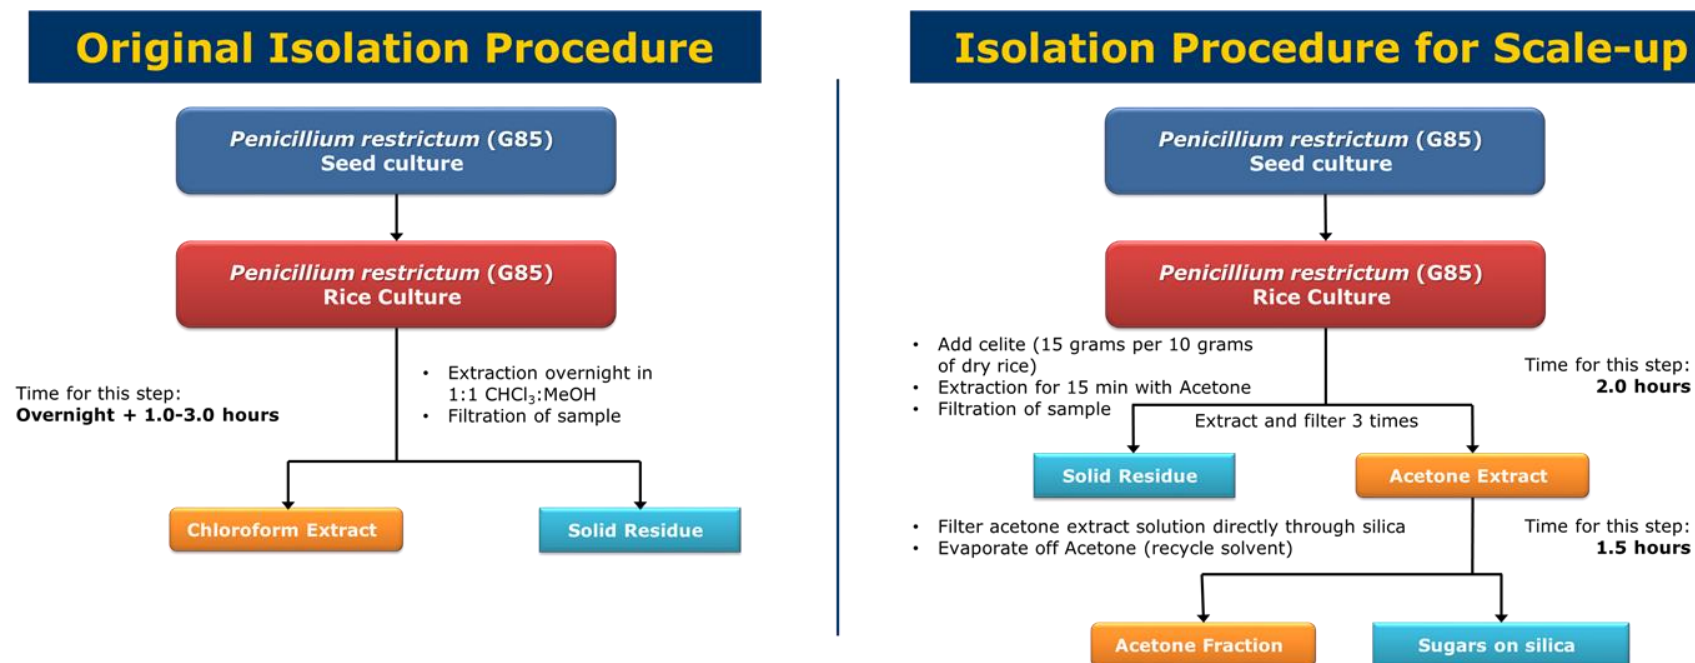 Original Isolation Procedure
Penicillium restrictum (G85)
Seed culture
Penicillium restrictum (G85)
Rice Culture
Time for this step:
Overnight + 1.0-3.0 hours
• Extraction overnight in
1:1 CHCl₃:MeOH
• Filtration of sample
Chloroform Extract
Solid Residue
Isolation Procedure for Scale-up
Penicillium restrictum (G85)
Seed culture
Penicillium restrictum (G85)
Rice Culture
• Add celite (15 grams per 10 grams
of dry rice)
• Extraction for 15 min with Acetone
• Filtration of sample
Time for this step:
2.0 hours
Extract and filter 3 times
Solid Residue
Acetone Extract
• Filter acetone extract solution directly through silica
• Evaporate off Acetone (recycle solvent)
Time for this step:
1.5 hours
Acetone Fraction
Sugars on silica